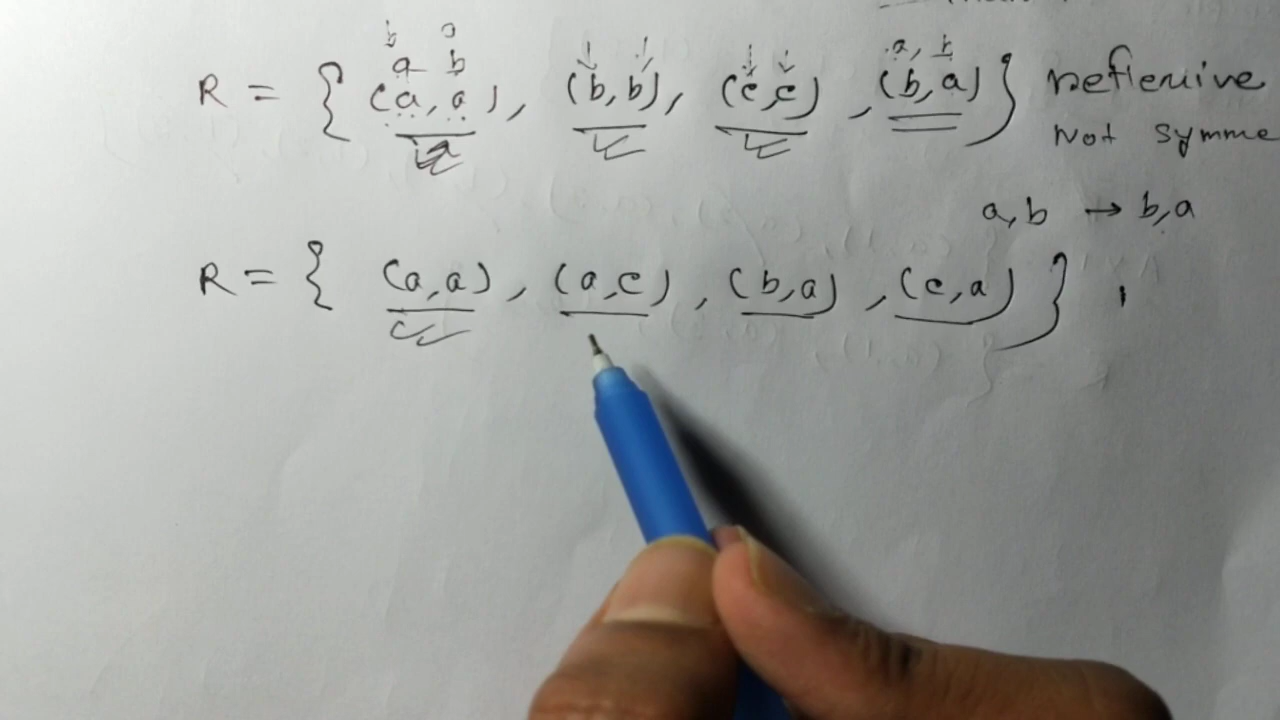 b a
a b a, b
R = { (a, a), (b, b), (c, c), (b, a) } reflexive
Not symme
a, b → b, a
R = { (a, a), (a, c), (b, a), (c, a) } ,